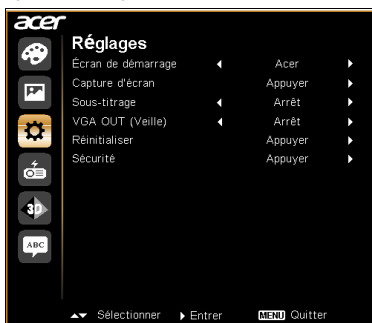 acer
Réglages
Écran de démarrage Acer
Capture d'écran Appuyer
Sous-titrage Arrêt
VGA OUT (Veille) Arrêt
Réinitialiser Appuyer
Sécurité Appuyer
3D
ABC
Sélectionner Entrer MENU Quitter